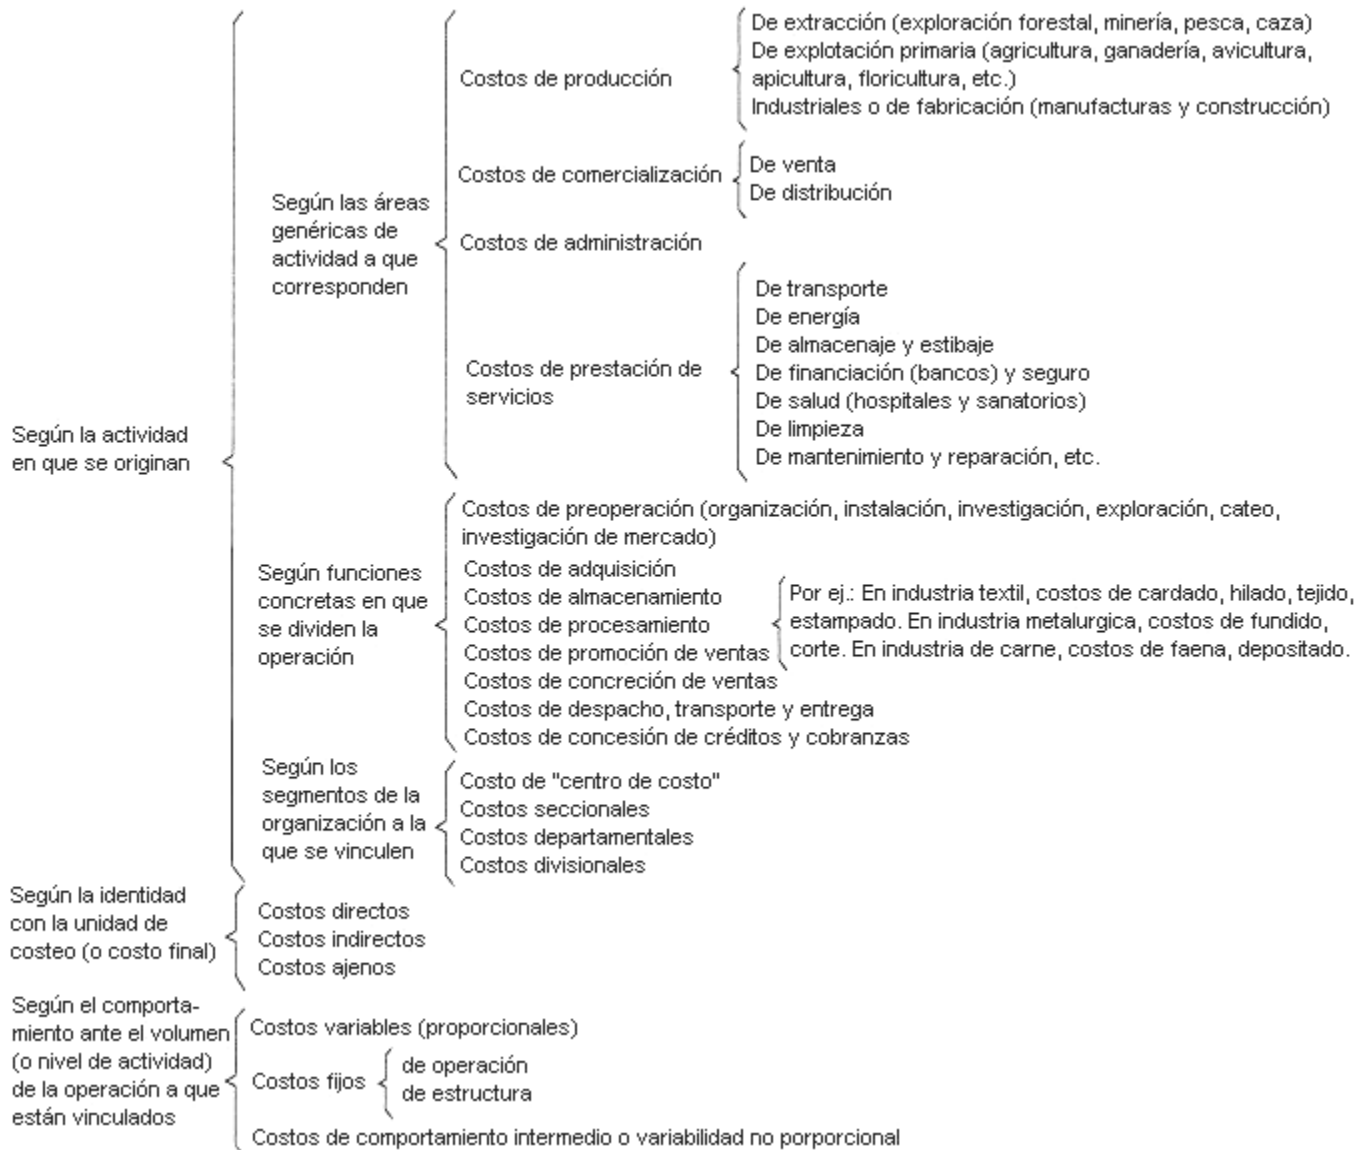 Según la actividad
en que se originan
Según las áreas
genéricas de
actividad a que
corresponden
Costos de producción
De extracción (exploración forestal, minería, pesca, caza)
De explotación primaria (agricultura, ganadería, avicultura,
apicultura, floricultura, etc.)
Industriales o de fabricación (manufacturas y construcción)
Costos de comercialización
De venta
De distribución
Costos de administración
Costos de prestación de
servicios
De transporte
De energía
De almacenaje y estibaje
De financiación (bancos) y seguro
De salud (hospitales y sanatorios)
De limpieza
De mantenimiento y reparación, etc.
Según funciones
concretas en que
se dividen la
operación
Costos de preoperación (organización, instalación, investigación, exploración, cateo,
investigación de mercado)
Costos de adquisición
Costos de almacenamiento
Costos de procesamiento
Costos de promoción de ventas
Costos de concreción de ventas
Costos de despacho, transporte y entrega
Costos de concesión de créditos y cobranzas
Por ej.: En industria textil, costos de cardado, hilado, tejido,
estampado. En industria metalurgica, costos de fundido,
corte. En industria de carne, costos de faena, depositado.
Según los
segmentos de la
organización a la
que se vinculen
Costo de "centro de costo"
Costos seccionales
Costos departamentales
Costos divisionales
Según la identidad
con la unidad de
costeo (o costo final)
Costos directos
Costos indirectos
Costos ajenos
Según el comporta-
miento ante el volumen
(o nivel de actividad)
de la operación a que
están vinculados
Costos variables (proporcionales)
Costos fijos
de operación
de estructura
Costos de comportamiento intermedio o variabilidad no porporcional